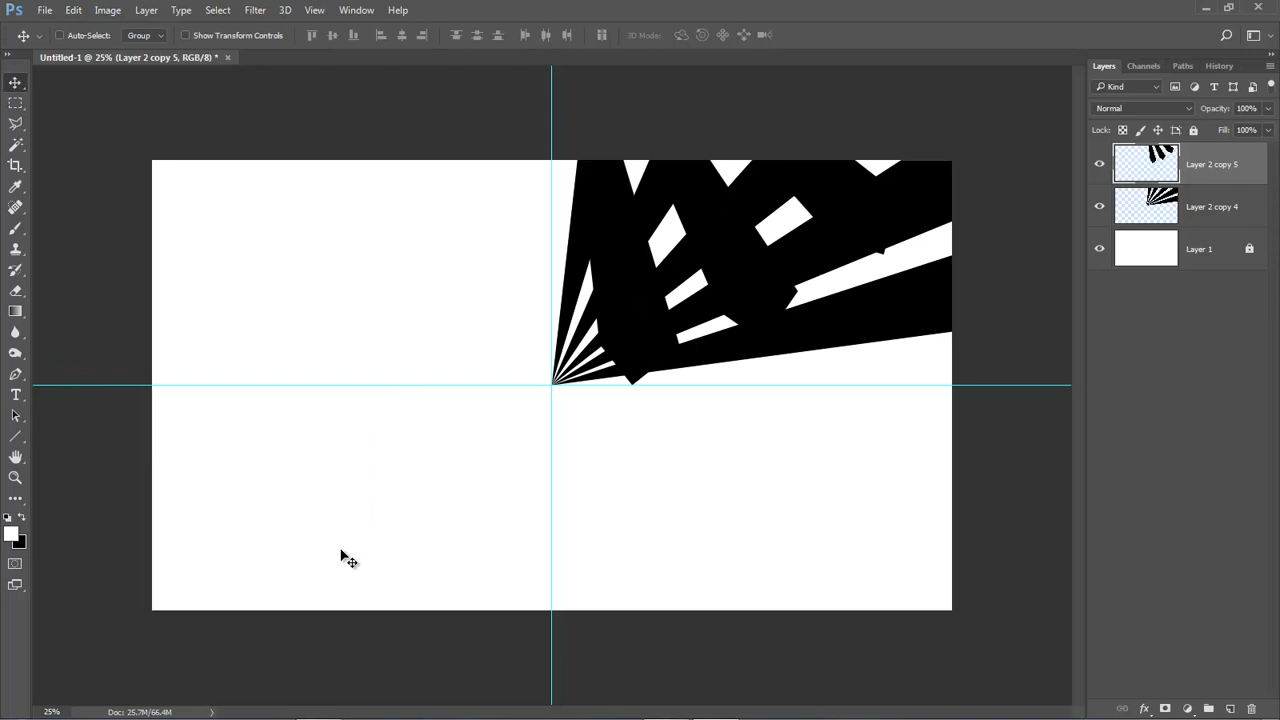 Ps File Edit Image Layer Type Select Filter 3D View Window Help
Auto-Select: Group Show Transform Controls 3D Mode:
Untitled-1 @ 25% (Layer 2 copy 5, RGB/8) *
Layers Channels Paths History
Kind
Normal Opacity: 100%
Lock: Fill: 100%
Layer 2 copy 5
Layer 2 copy 4
Layer 1
25% Doc: 25.7M/66.4M